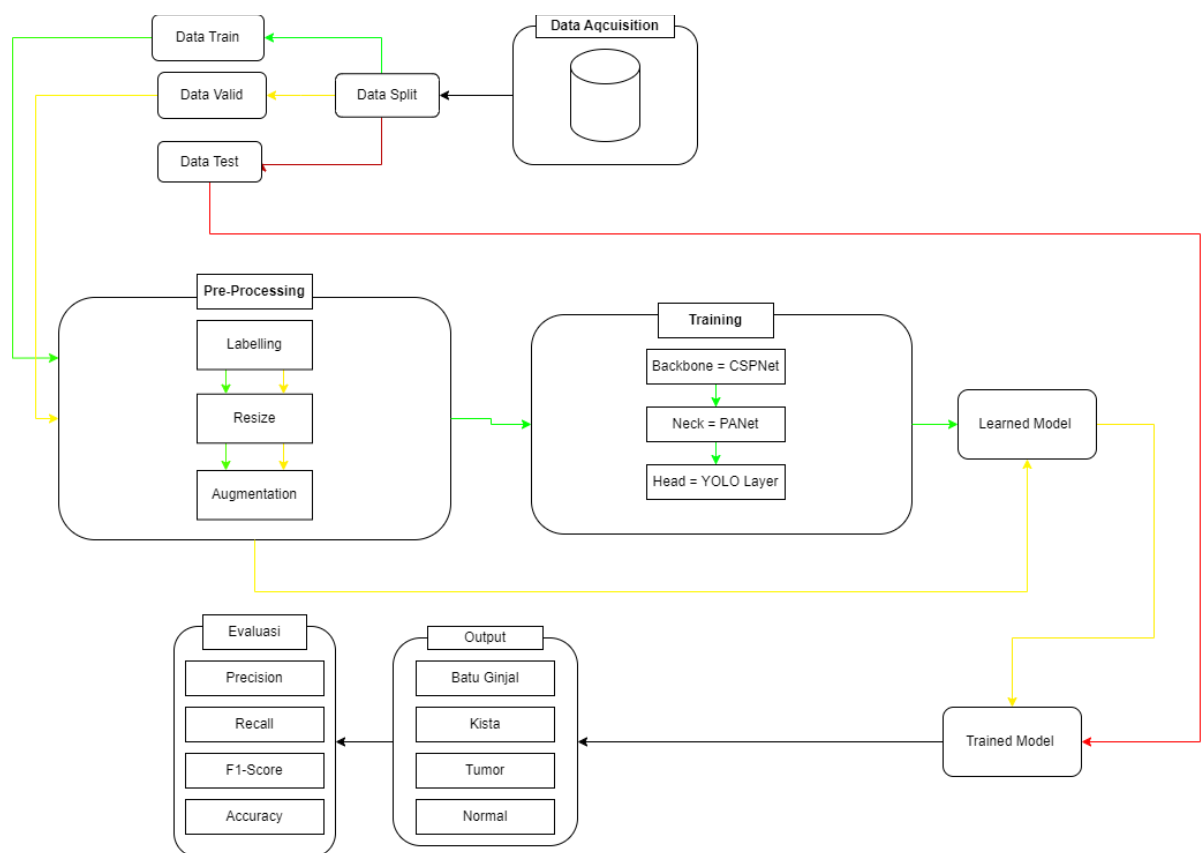 Data Aqcuisition
Data Train
Data Valid
Data Split
Data Test
Pre-Processing
Labelling
Resize
Augmentation
Training
Backbone = CSPNet
Neck = PANet
Head = YOLO Layer
Learned Model
Trained Model
Output
Batu Ginjal
Kista
Tumor
Normal
Evaluasi
Precision
Recall
F1-Score
Accuracy